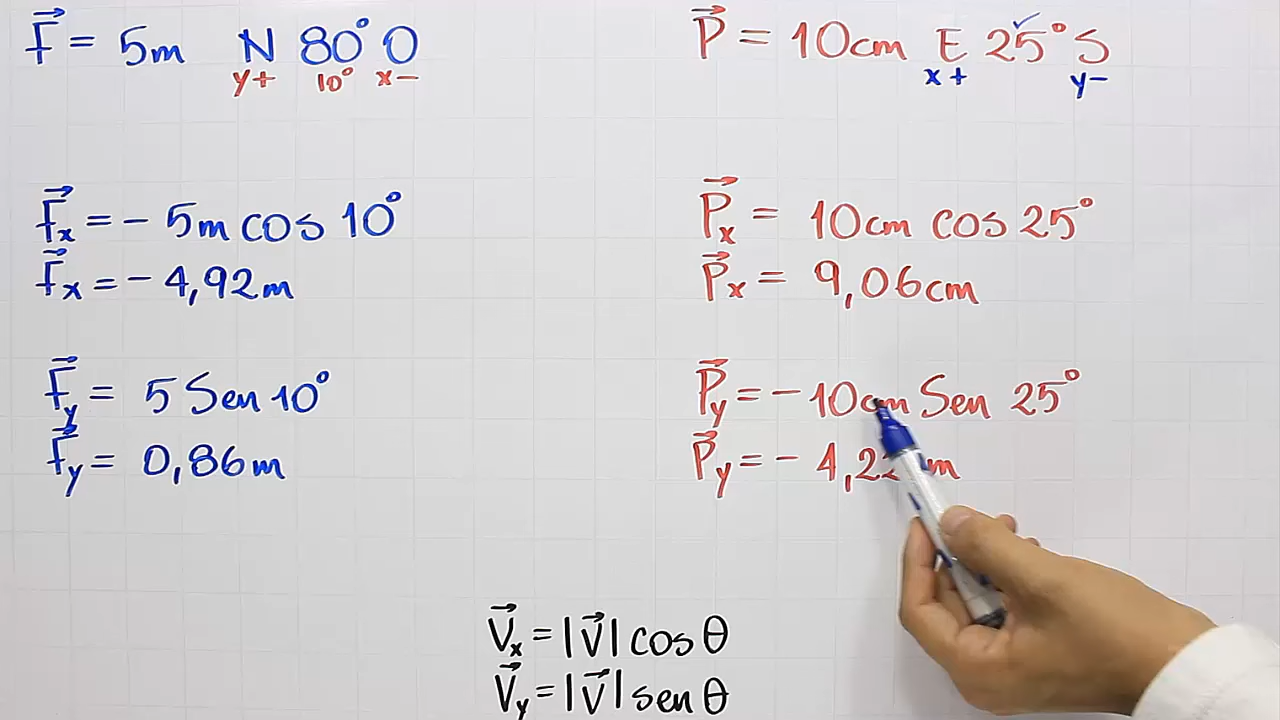 F⃗ = 5m N 80° O
y+ 10° x-
F⃗x = - 5m cos 10°
F⃗x = - 4,92m
F⃗y = 5 Sen 10°
F⃗y = 0,86m
P⃗ = 10cm E 25° S
x+ y-
P⃗x = 10cm cos 25°
P⃗x = 9,06cm
P⃗y = - 10cm Sen 25°
P⃗y = - 4,22 m
V⃗x = |V⃗| cos θ
V⃗y = |V⃗| sen θ